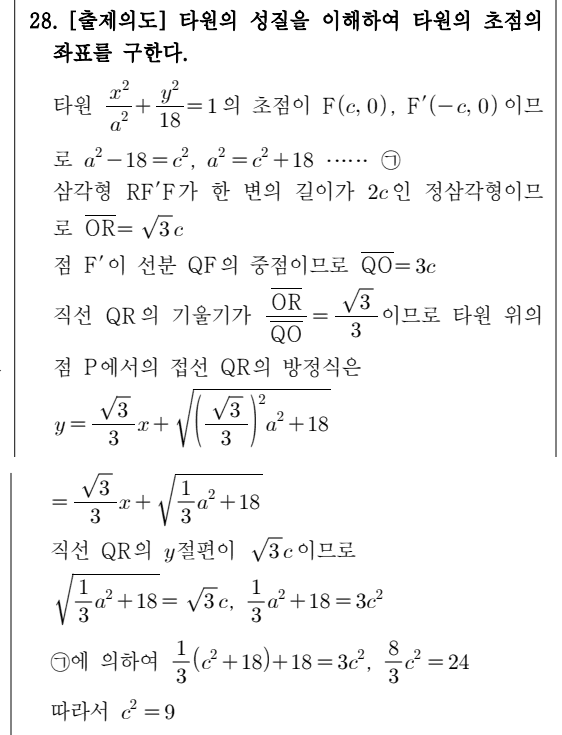 28. [출제의도] 타원의 성질을 이해하여 타원의 초점의
좌표를 구한다.
타원 x²/a² + y²/18 = 1의 초점이 F(c, 0), F′(−c, 0)이므
로 a²−18 = c², a² = c²+18 ······ ㉠
삼각형 RF′F가 한 변의 길이가 2c인 정삼각형이므
로 O̅R̅ = √3c
점 F′이 선분 QF의 중점이므로 Q̅O̅ = 3c
직선 QR의 기울기가 O̅R̅/Q̅O̅ = √3/3이므로 타원 위의
점 P에서의 접선 QR의 방정식은
y = √3/3 x + √((√3/3)²a²+18)
= √3/3 x + √(1/3 a²+18)
직선 QR의 y절편이 √3c이므로
√(1/3 a²+18) = √3c, 1/3 a²+18 = 3c²
㉠에 의하여 1/3(c²+18)+18 = 3c², 8/3 c² = 24
따라서 c² = 9